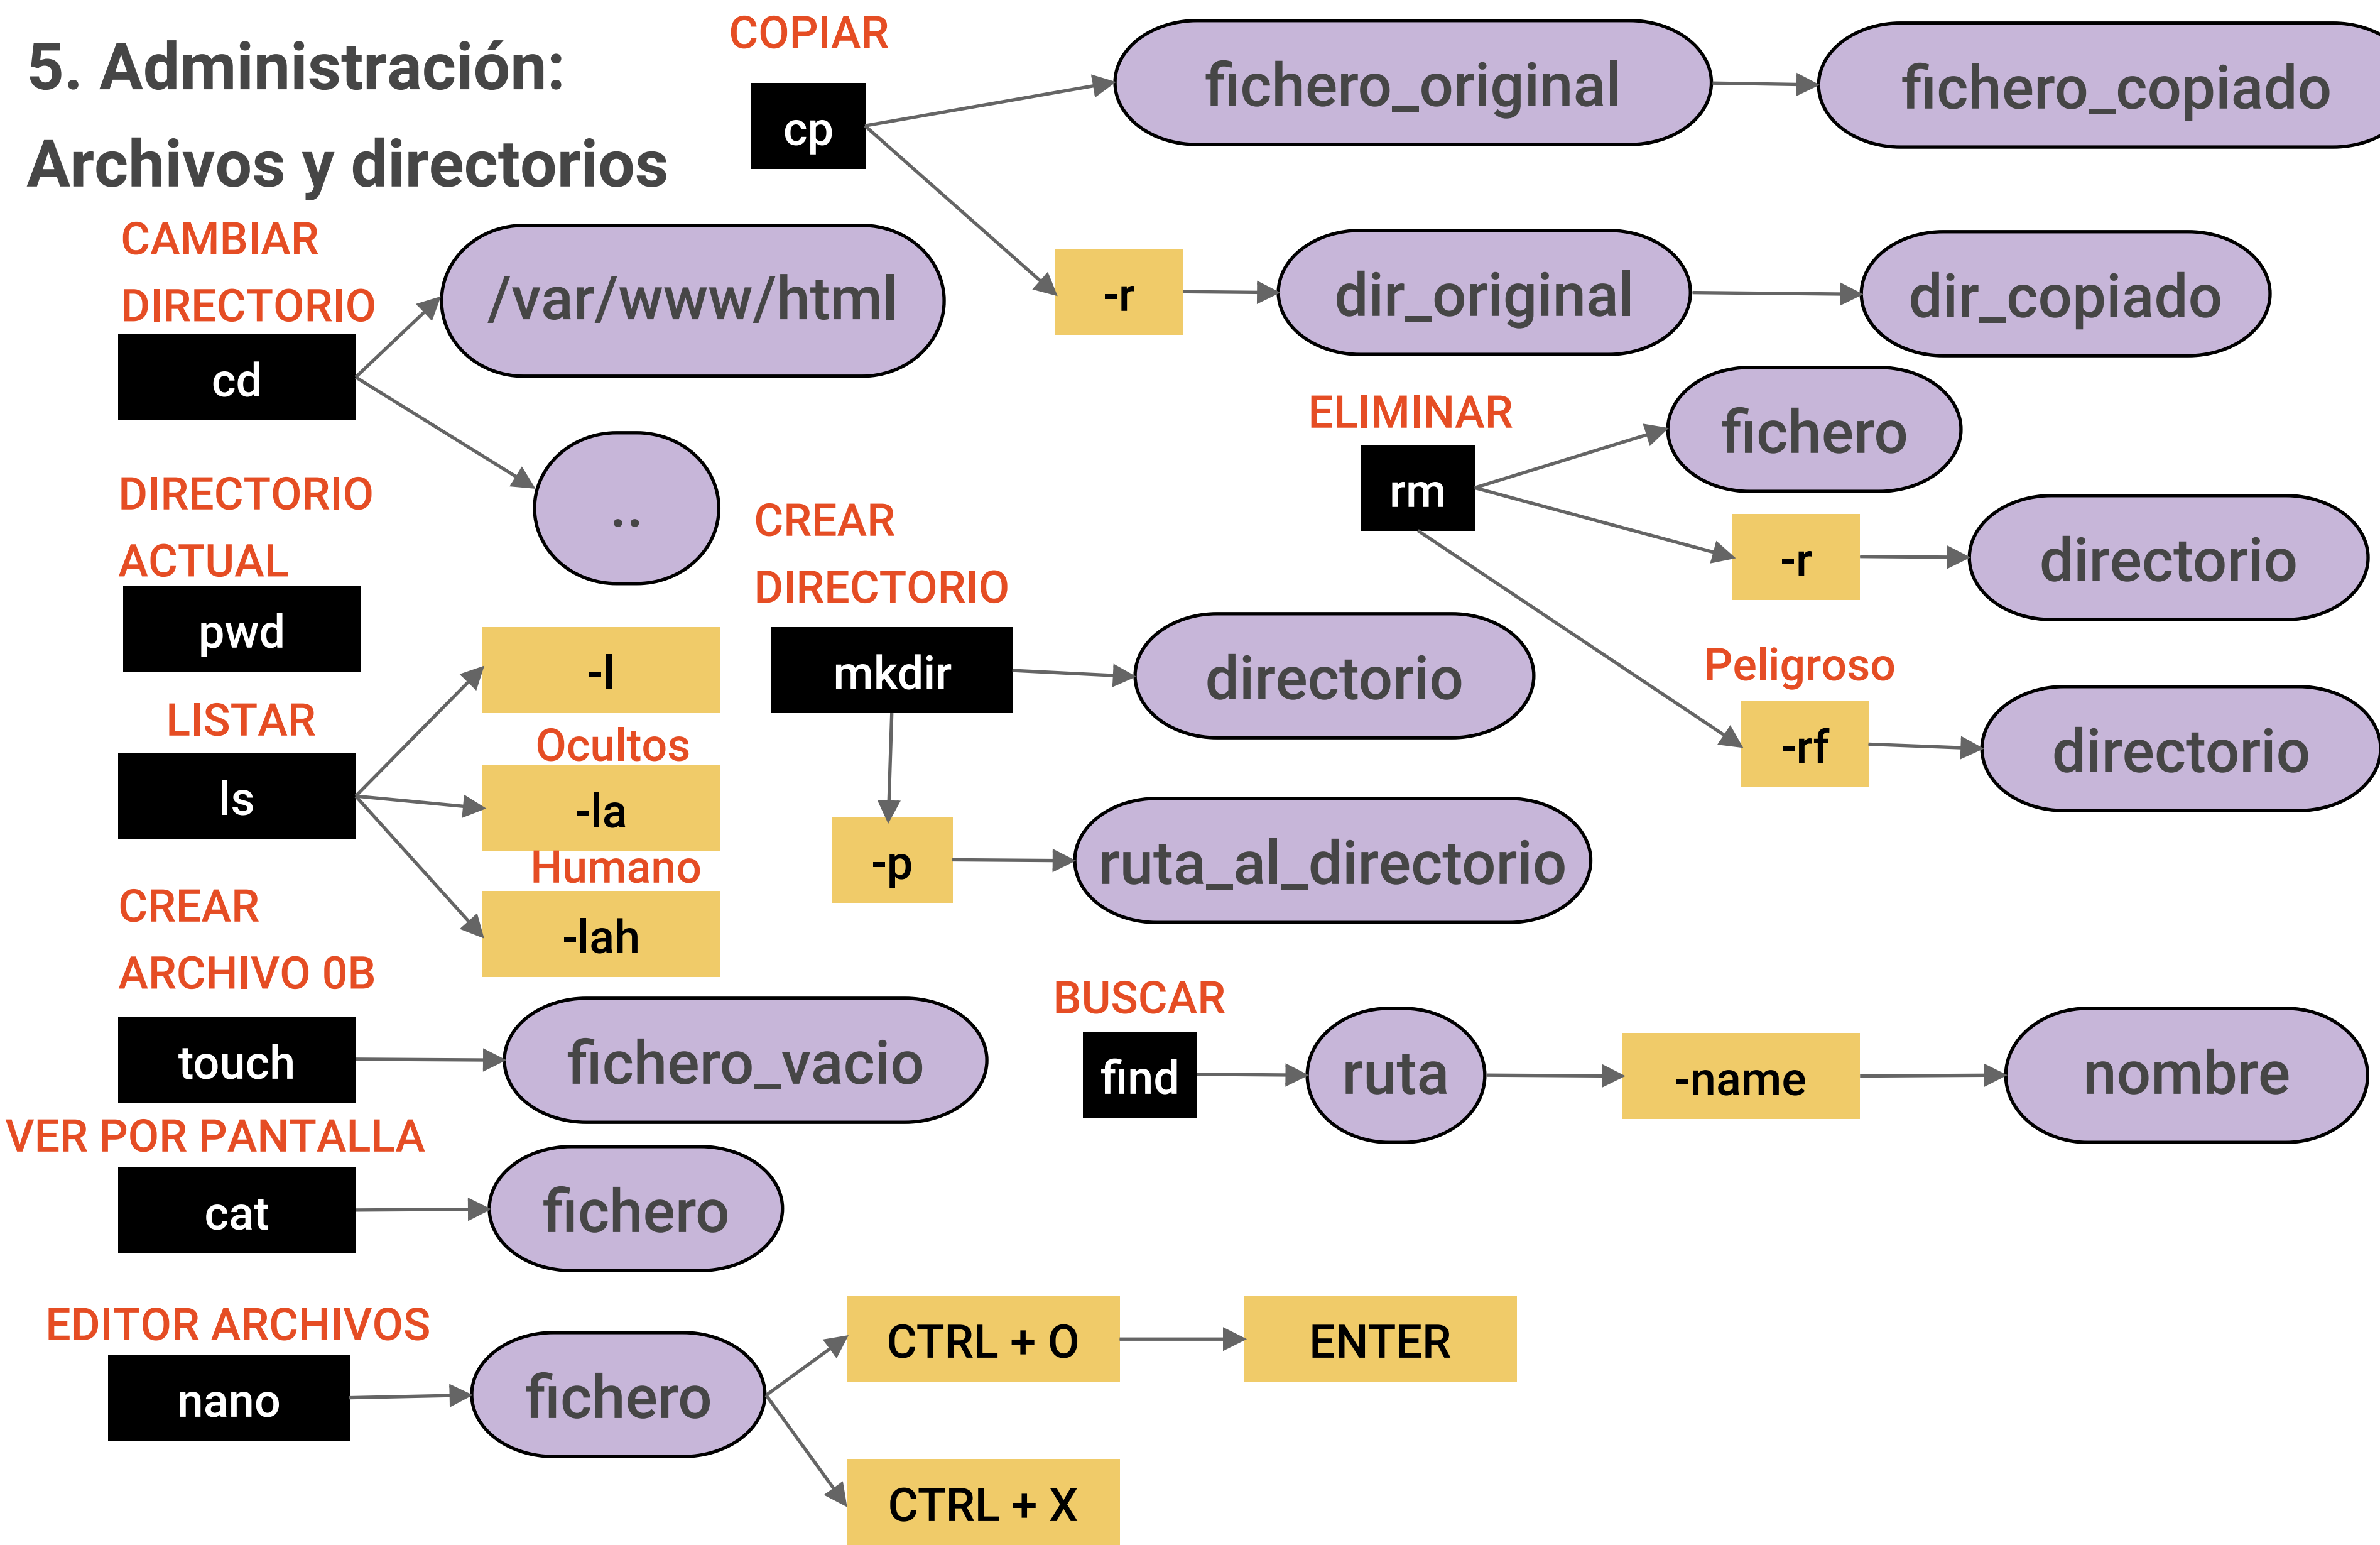 5. Administración:
Archivos y directorios
COPIAR
cp
fichero_original
fichero_copiado
-r
dir_original
dir_copiado
CAMBIAR
DIRECTORIO
cd
/var/www/html
..
DIRECTORIO
ACTUAL
pwd
LISTAR
ls
-l
Ocultos
-la
Humano
-lah
CREAR
DIRECTORIO
mkdir
directorio
-p
ruta_al_directorio
ELIMINAR
rm
fichero
-r
directorio
Peligroso
-rf
directorio
CREAR
ARCHIVO 0B
touch
fichero_vacio
BUSCAR
find
ruta
-name
nombre
VER POR PANTALLA
cat
fichero
EDITOR ARCHIVOS
nano
fichero
CTRL + O
ENTER
CTRL + X